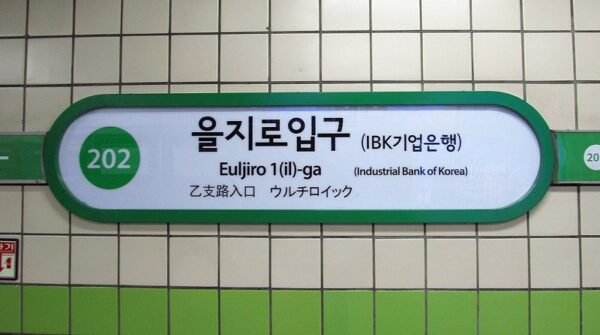 202
을지로입구 (IBK기업은행)
Euljiro 1(il)-ga (Industrial Bank of Korea)
乙支路入口 ウルチロイック